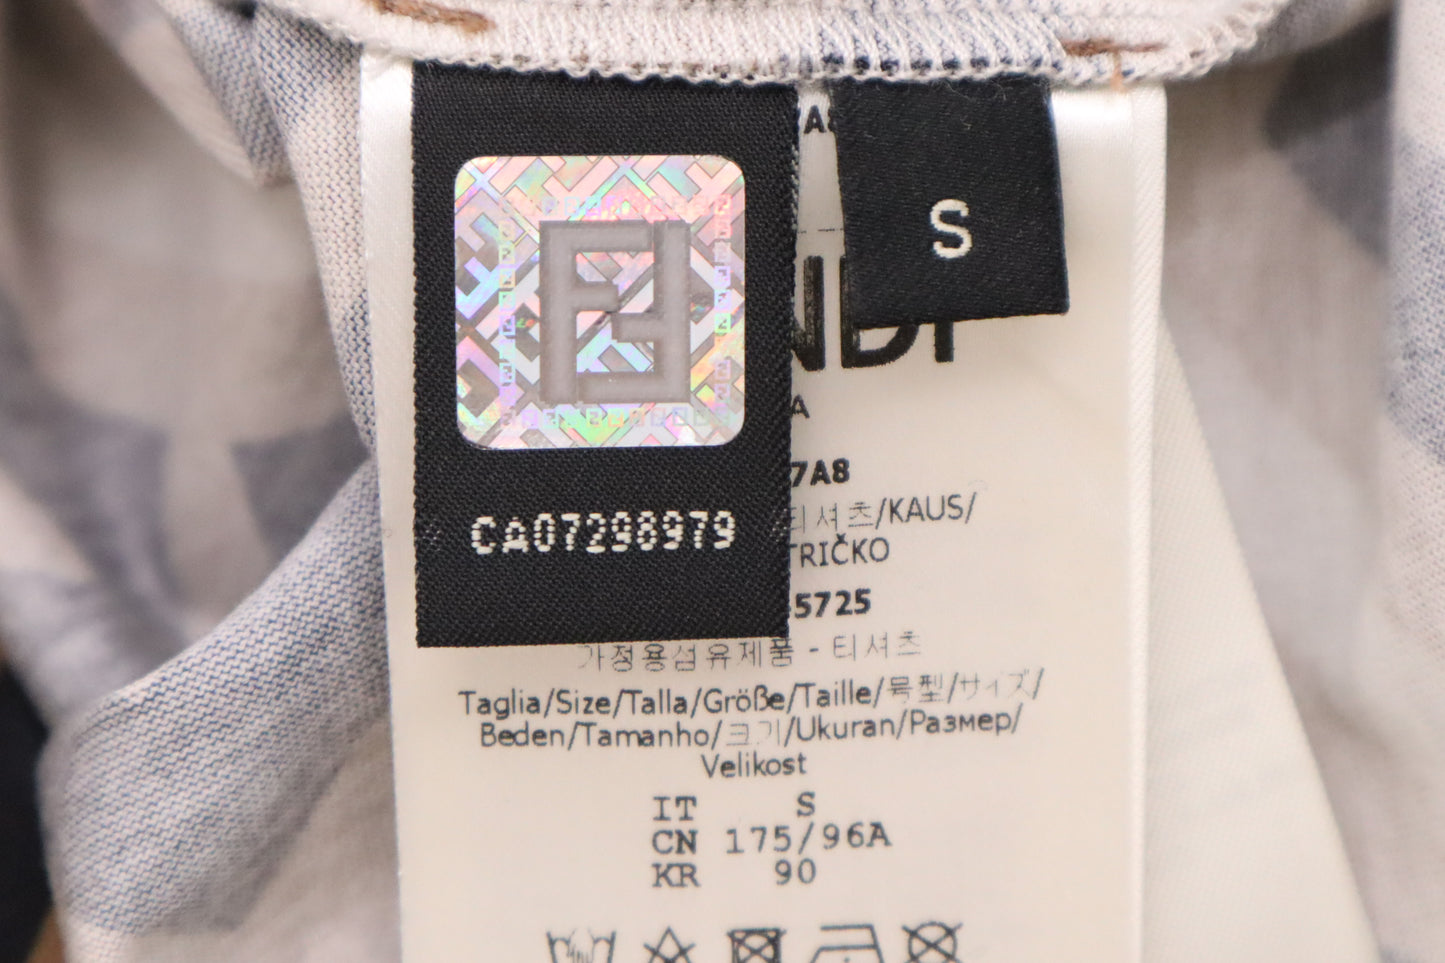 S
CA07298979
A
7A8
티셔츠/KAUS/
TRIČKO
5725
가정용섬유제품 - 티셔츠
Taglia/Size/Talla/Größe/Taille/号型/サイズ/
Beden/Tamanho/크기/Ukuran/Размер/
Velikost
IT S
CN 175/96A
KR 90